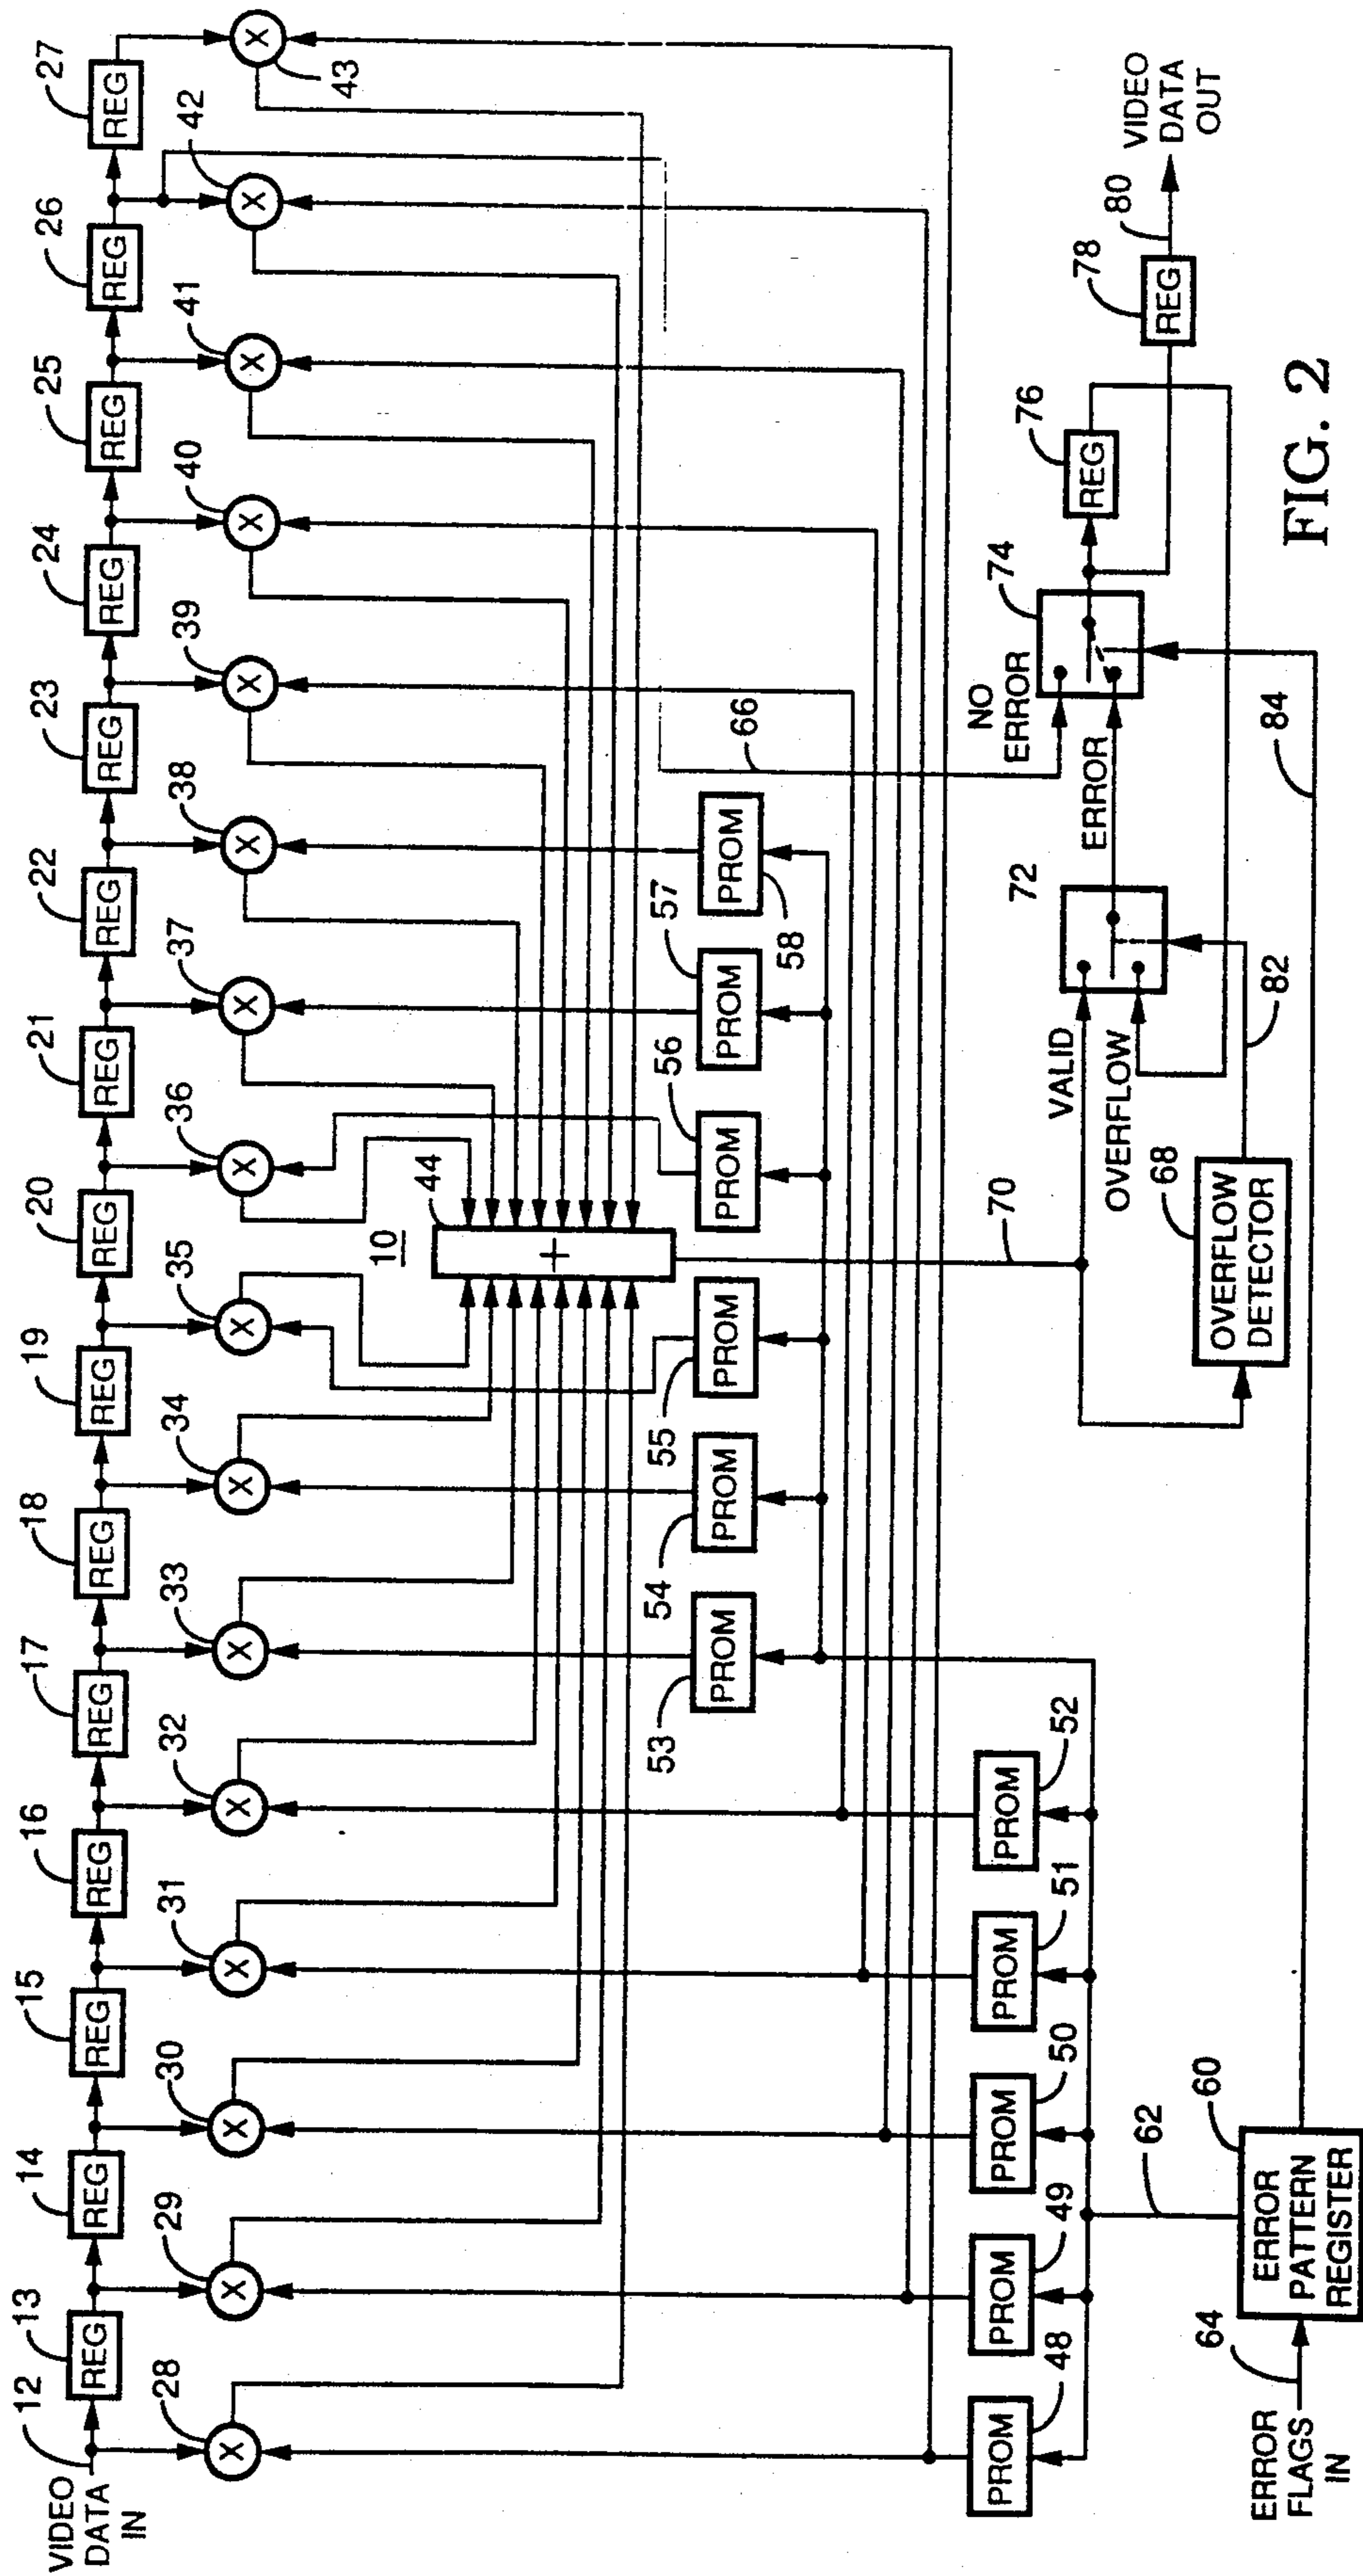 VIDEO
DATA
IN
12
13
REG
14
REG
15
REG
16
REG
17
REG
18
REG
19
REG
20
REG
21
REG
22
REG
23
REG
24
REG
25
REG
26
REG
27
REG
REG
28
X
29
X
30
X
31
X
32
X
33
X
34
X
35
X
36
X
37
X
38
X
39
X
40
X
41
X
42
X
43
X
10
44
+
53
PROM
54
PROM
55
PROM
56
PROM
57
PROM
58
PROM
48
PROM
49
PROM
50
PROM
51
PROM
52
PROM
62
60
ERROR
PATTERN
REGISTER
64
ERROR
FLAGS
IN
66
70
68
OVERFLOW
DETECTOR
VALID
OVERFLOW
72
82
ERROR
NO
ERROR
74
84
76
REG
78
REG
80
VIDEO
DATA
OUT
FIG. 2